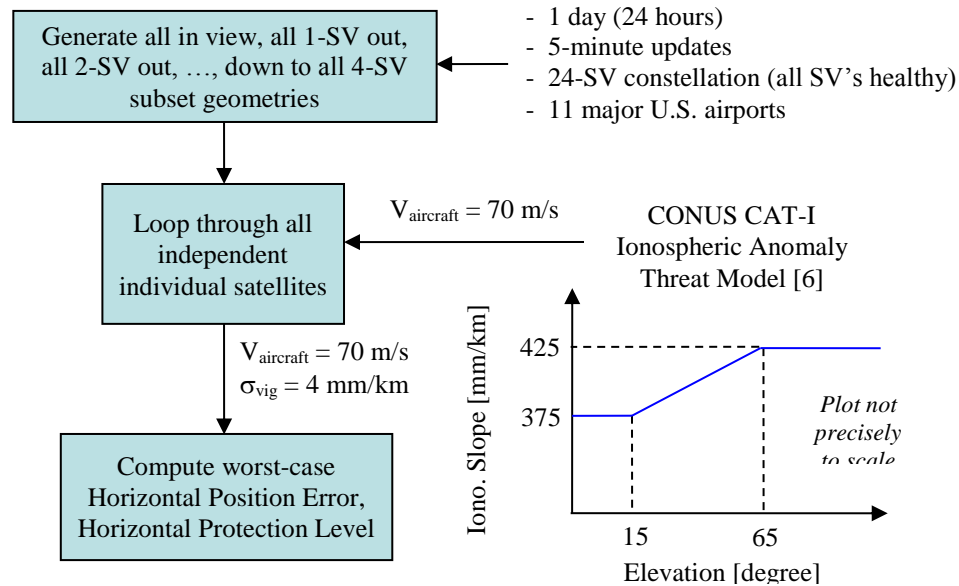 Generate all in view, all 1-SV out,
all 2-SV out, …, down to all 4-SV
subset geometries
- 1 day (24 hours)
- 5-minute updates
- 24-SV constellation (all SV's healthy)
- 11 major U.S. airports
Loop through all
independent
individual satellites
Vaircraft = 70 m/s
CONUS CAT-I
Ionospheric Anomaly
Threat Model [6]
Vaircraft = 70 m/s
σvig = 4 mm/km
Compute worst-case
Horizontal Position Error,
Horizontal Protection Level
Iono. Slope [mm/km]
425
375
Plot not
precisely
to scale
15
65
Elevation [degree]